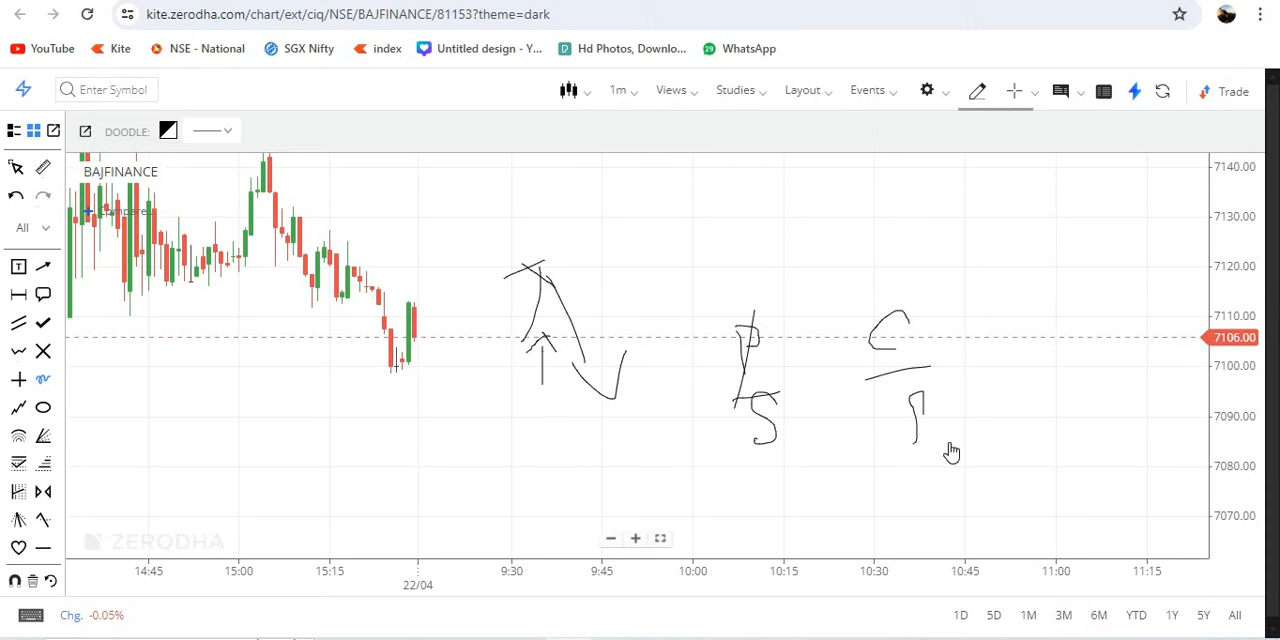 kite.zerodha.com/chart/ext/ciq/NSE/BAJFINANCE/81153?theme=dark
YouTube Kite NSE - National SGX Nifty index Untitled design - Y... Hd Photos, Downlo... 29 WhatsApp
Enter Symbol 1m Views Studies Layout Events Trade
DOODLE:
BAJFINANCE 7140.00
All 7130.00
T 7120.00
7110.00
7106.00
P C
7100.00
S P
7090.00
7080.00
7070.00
ZERODHA
14:45 15:00 15:15 22/04 9:30 9:45 10:00 10:15 10:30 10:45 11:00 11:15
Chg. -0.05% 1D 5D 1M 3M 6M YTD 1Y 5Y All